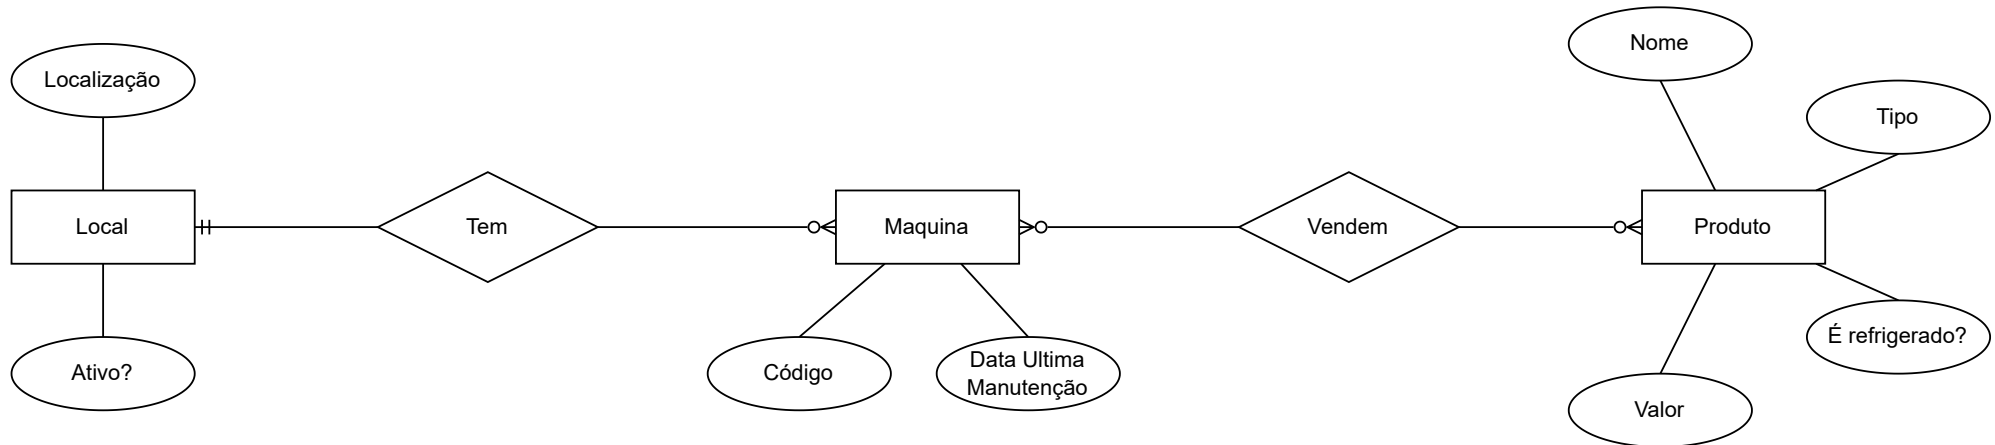 Nome
Localização
Tipo
Local
Tem
Maquina
Vendem
Produto
É refrigerado?
Ativo?
Código
Data Ultima
Manutenção
Valor